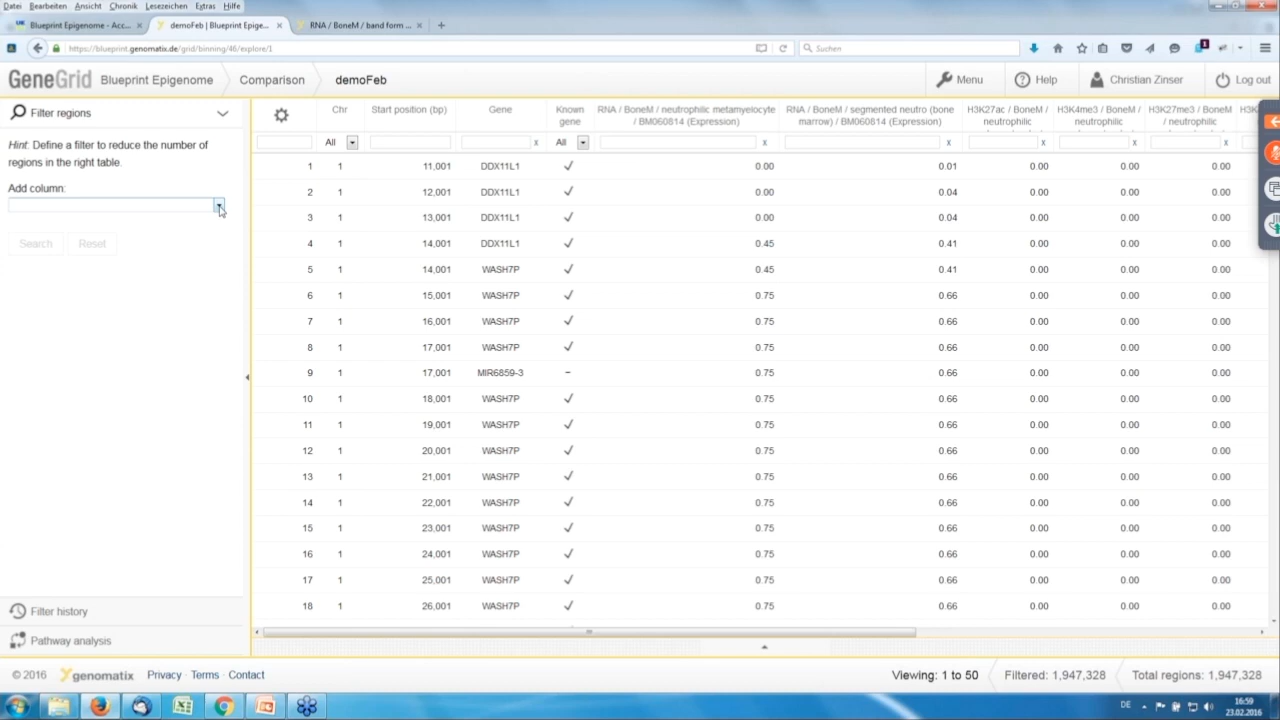 Datei Bearbeiten Ansicht Chronik Lesezeichen Extras Hilfe
Blueprint Epigenome - Acc... × demoFeb | Blueprint Epige... × RNA / BoneM / band form ... × +
https://blueprint.genomatix.de/grid/binning/46/explore/1 Suchen
GeneGrid Blueprint Epigenome Comparison demoFeb Menu Help Christian Zinser Log out
Filter regions
Hint: Define a filter to reduce the number of
regions in the right table.
Add column:
Search Reset
Filter history
Pathway analysis
Chr Start position (bp) Gene Known gene RNA / BoneM / neutrophilic metamyelocyte / BM060814 (Expression) RNA / BoneM / segmented neutro (bone marrow) / BM060814 (Expression) H3K27ac / BoneM / neutrophilic H3K4me3 / BoneM / neutrophilic H3K27me3 / BoneM / neutrophilic
All x All x x x x x
1 1 11,001 DDX11L1 ✓ 0.00 0.01 0.00 0.00 0.00
2 1 12,001 DDX11L1 ✓ 0.00 0.04 0.00 0.00 0.00
3 1 13,001 DDX11L1 ✓ 0.00 0.04 0.00 0.00 0.00
4 1 14,001 DDX11L1 ✓ 0.45 0.41 0.00 0.00 0.00
5 1 14,001 WASH7P ✓ 0.45 0.41 0.00 0.00 0.00
6 1 15,001 WASH7P ✓ 0.75 0.66 0.00 0.00 0.00
7 1 16,001 WASH7P ✓ 0.75 0.66 0.00 0.00 0.00
8 1 17,001 WASH7P ✓ 0.75 0.66 0.00 0.00 0.00
9 1 17,001 MIR6859-3 – 0.75 0.66 0.00 0.00 0.00
10 1 18,001 WASH7P ✓ 0.75 0.66 0.00 0.00 0.00
11 1 19,001 WASH7P ✓ 0.75 0.66 0.00 0.00 0.00
12 1 20,001 WASH7P ✓ 0.75 0.66 0.00 0.00 0.00
13 1 21,001 WASH7P ✓ 0.75 0.66 0.00 0.00 0.00
14 1 22,001 WASH7P ✓ 0.75 0.66 0.00 0.00 0.00
15 1 23,001 WASH7P ✓ 0.75 0.66 0.00 0.00 0.00
16 1 24,001 WASH7P ✓ 0.75 0.66 0.00 0.00 0.00
17 1 25,001 WASH7P ✓ 0.75 0.66 0.00 0.00 0.00
18 1 26,001 WASH7P ✓ 0.75 0.66 0.00 0.00 0.00
© 2016 genomatix Privacy · Terms · Contact Viewing: 1 to 50 Filtered: 1,947,328 Total regions: 1,947,328
DE 16:59
23.02.2016